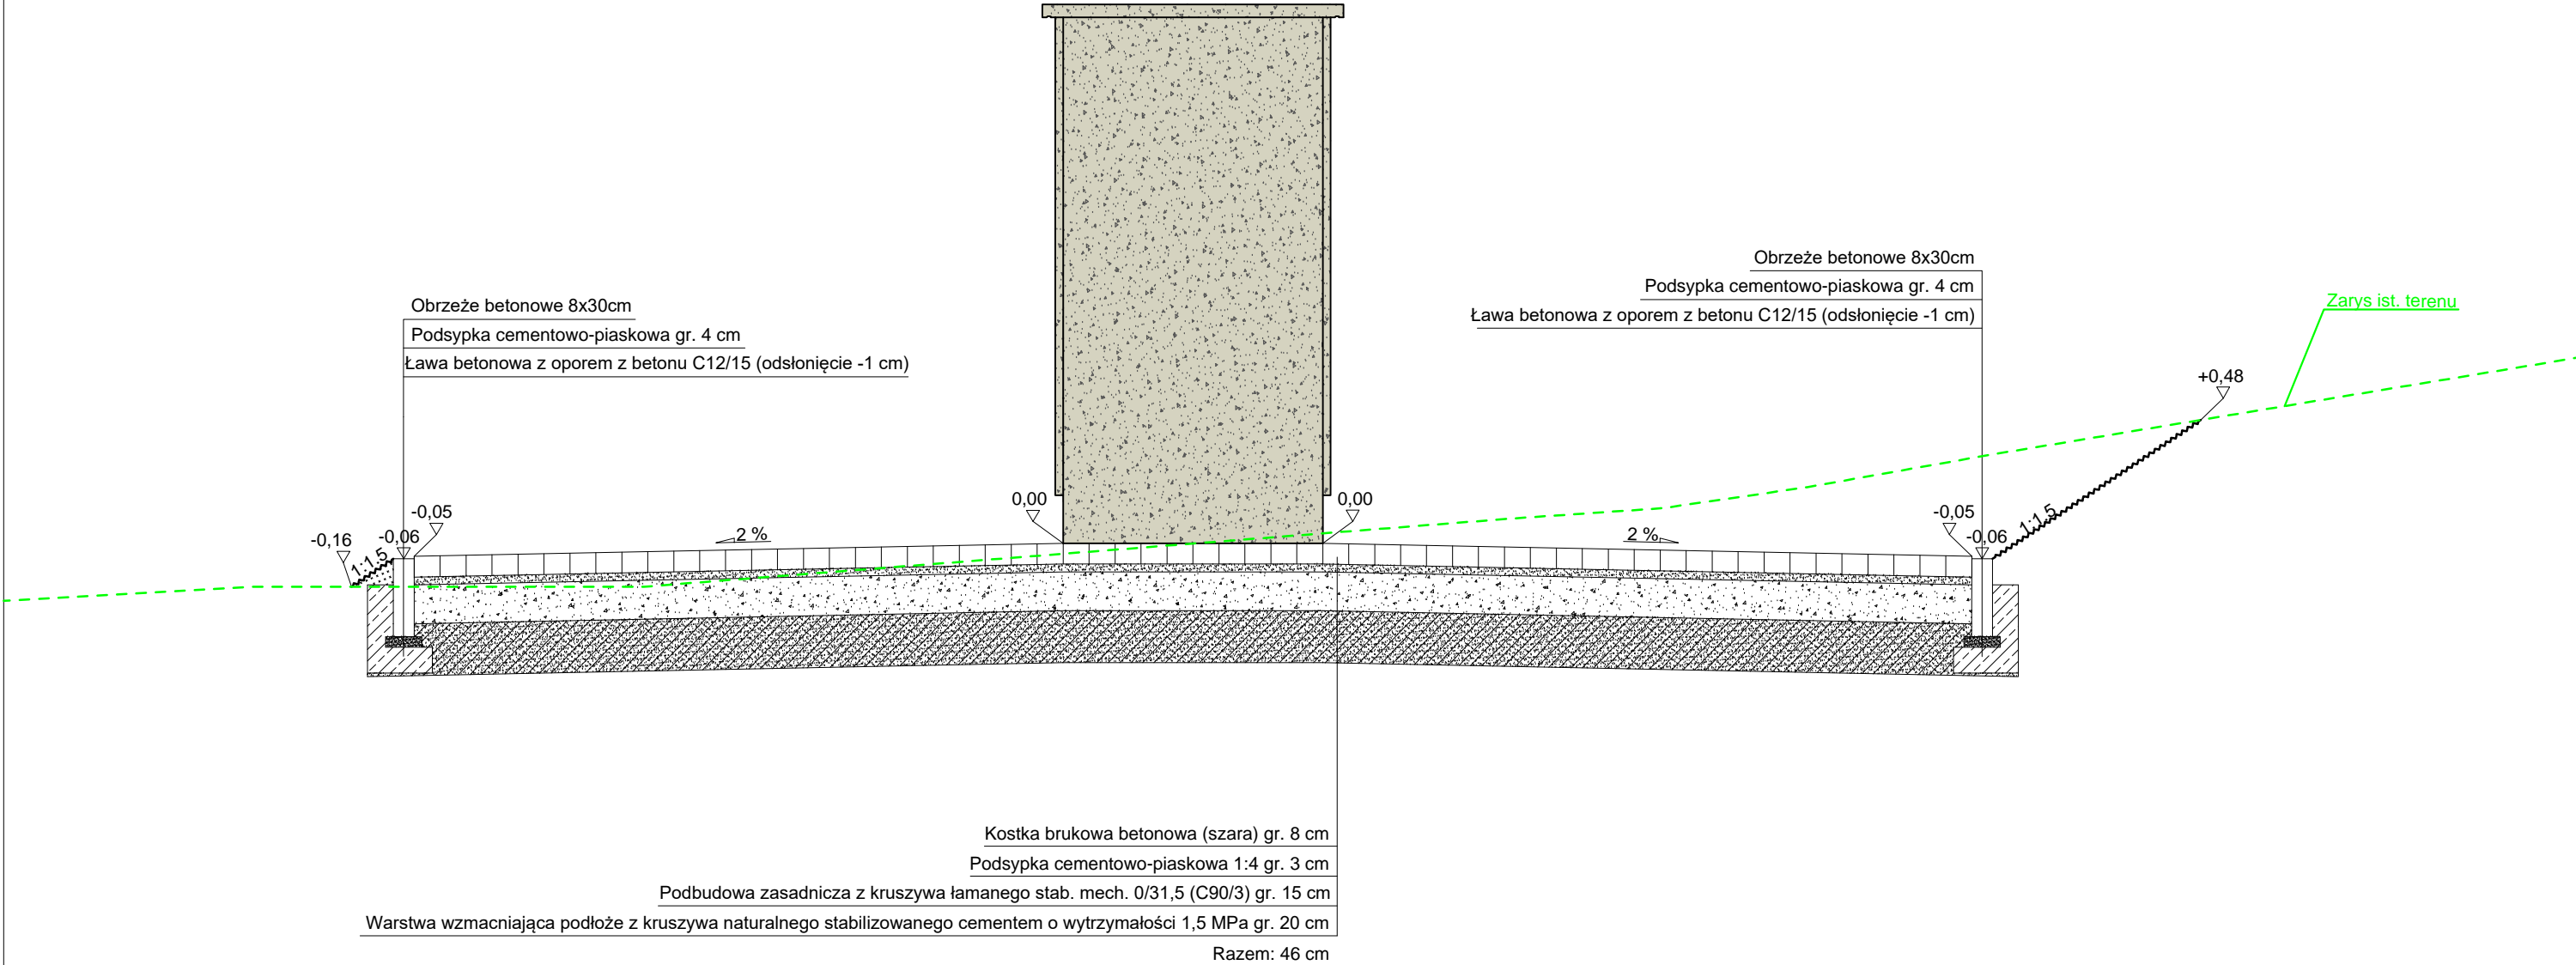 Obrzeże betonowe 8x30cm
Podsypka cementowo-piaskowa gr. 4 cm
Ława betonowa z oporem z betonu C12/15 (odsłonięcie -1 cm)
Obrzeże betonowe 8x30cm
Podsypka cementowo-piaskowa gr. 4 cm
Ława betonowa z oporem z betonu C12/15 (odsłonięcie -1 cm)
Zarys ist. terenu
+0,48
-0,16
1:1,5
-0,06
-0,05
2 %
0,00
0,00
2 %
-0,05
-0,06
1:1,5
Kostka brukowa betonowa (szara) gr. 8 cm
Podsypka cementowo-piaskowa 1:4 gr. 3 cm
Podbudowa zasadnicza z kruszywa łamanego stab. mech. 0/31,5 (C90/3) gr. 15 cm
Warstwa wzmacniająca podłoże z kruszywa naturalnego stabilizowanego cementem o wytrzymałości 1,5 MPa gr. 20 cm
Razem: 46 cm